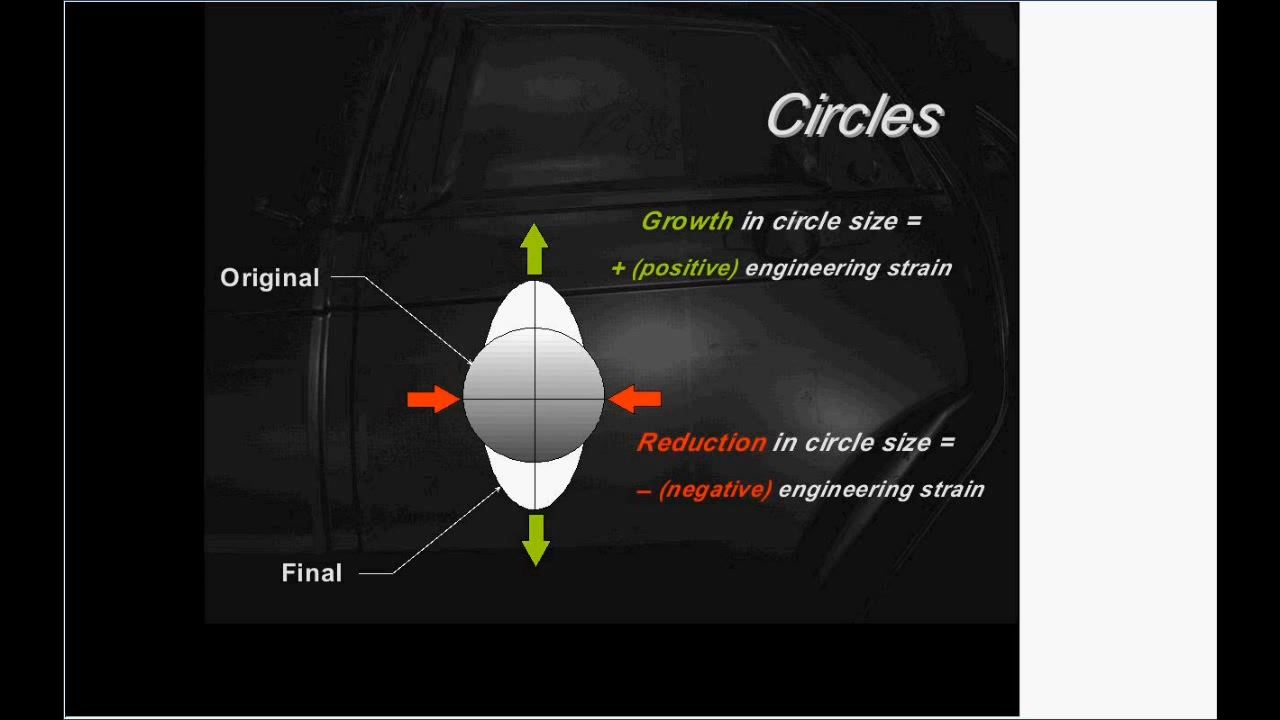 Circles
Growth in circle size =
+ (positive) engineering strain
Original
Reduction in circle size =
– (negative) engineering strain
Final